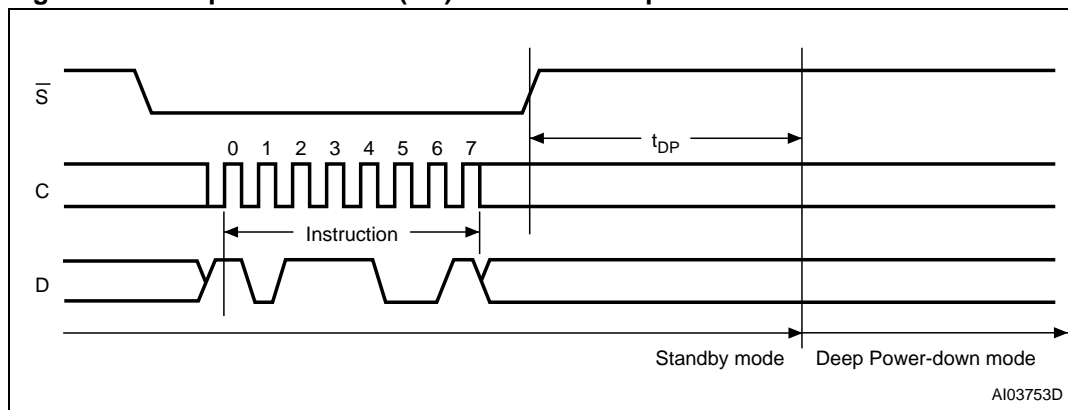 S
0 1 2 3 4 5 6 7
tDP
C
Instruction
D
Standby mode
Deep Power-down mode
AI03753D